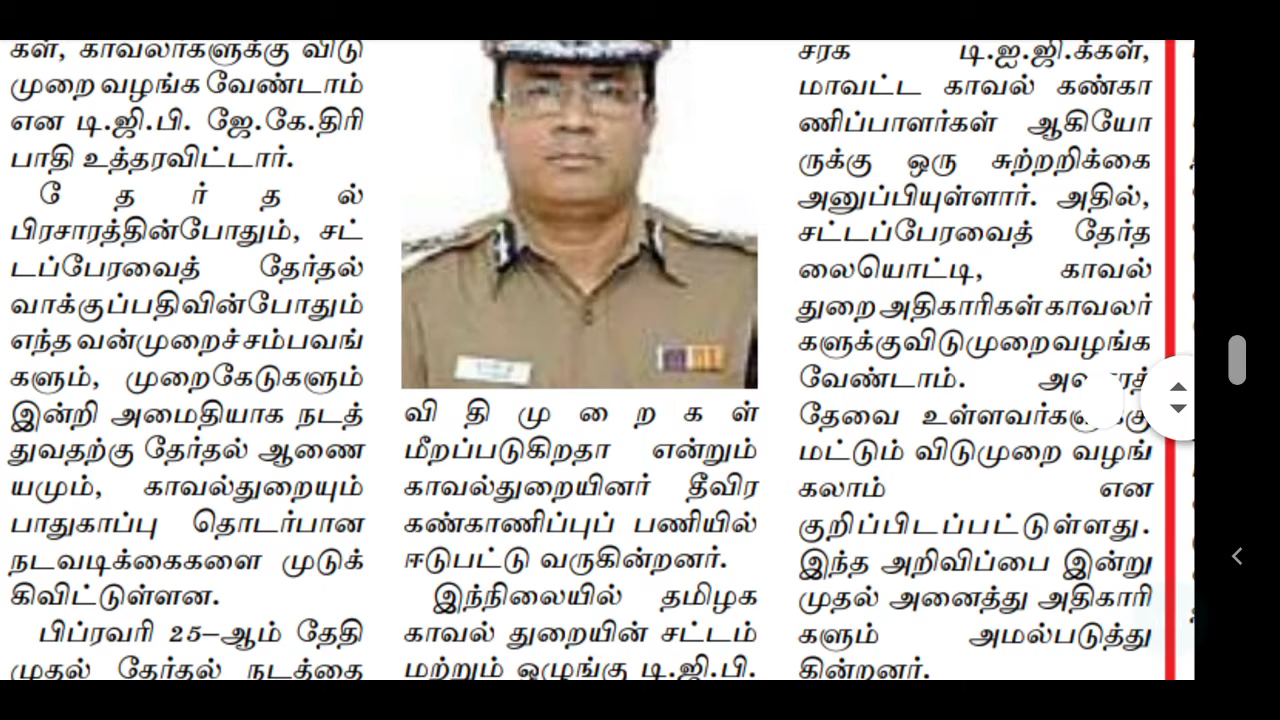 கள், காவலர்களுக்கு விடு
முறை வழங்க வேண்டாம்
என டி.ஜி.பி. ஜே.கே.திரி
பாதி உத்தரவிட்டார்.
தேர்தல்
பிரசாரத்தின்போதும், சட்
டப்பேரவைத் தேர்தல்
வாக்குப்பதிவின்போதும்
எந்த வன்முறைச் சம்பவங்
களும், முறைகேடுகளும்
இன்றி அமைதியாக நடத்
துவதற்கு தேர்தல் ஆணை
யமும், காவல்துறையும்
பாதுகாப்பு தொடர்பான
நடவடிக்கைகளை முடுக்
கிவிட்டுள்ளன.
பிப்ரவரி 25–ஆம் தேதி
முதல் தேர்தல் நடத்தை
விதிமுறைகள்
மீறப்படுகிறதா என்றும்
காவல்துறையினர் தீவிர
கண்காணிப்புப் பணியில்
ஈடுபட்டு வருகின்றனர்.
இந்நிலையில் தமிழக
காவல் துறையின் சட்டம்
மற்றும் ஒழுங்கு டி.ஜி.பி.
சரக டி.ஐ.ஜி.க்கள்,
மாவட்ட காவல் கண்கா
ணிப்பாளர்கள் ஆகியோ
ருக்கு ஒரு சுற்றறிக்கை
அனுப்பியுள்ளார். அதில்,
சட்டப்பேரவைத் தேர்த
லையொட்டி, காவல்
துறை அதிகாரிகள் காவலர்
களுக்கு விடுமுறை வழங்க
வேண்டாம்.
தேவை
மட்டும் விடுமுறை வழங்
கலாம் என
குறிப்பிடப்பட்டுள்ளது.
இந்த அறிவிப்பை இன்று
முதல் அனைத்து அதிகாரி
களும் அமல்படுத்து
கின்றனர்.